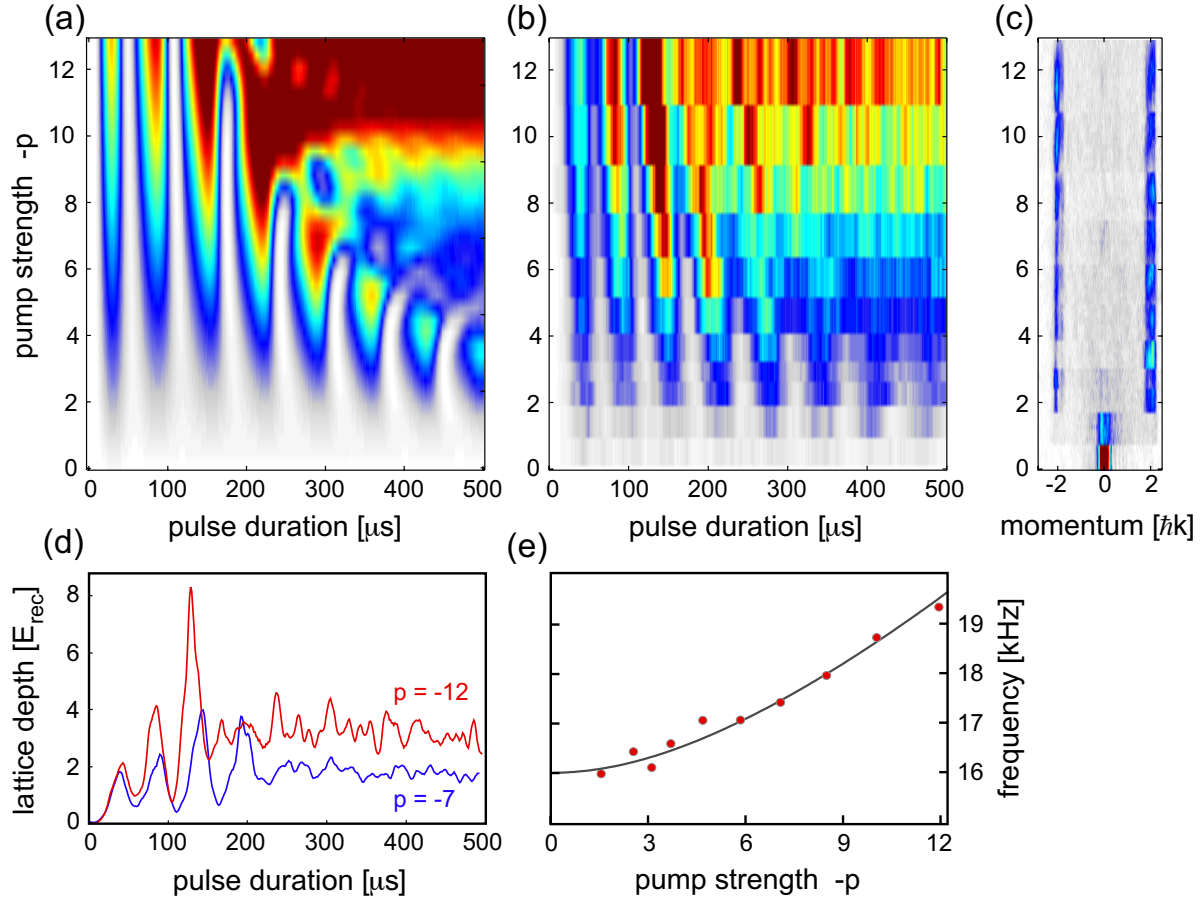 (a)
(b)
(c)
pump strength -p
12
10
8
6
4
2
0
0 100 200 300 400 500
pulse duration [μs]
12
10
8
6
4
2
0
0 100 200 300 400 500
pulse duration [μs]
12
10
8
6
4
2
0
-2 0 2
momentum [ħk]
(d)
lattice depth [E_rec]
8
6
4
2
0
p = -12
p = -7
0 100 200 300 400 500
pulse duration [μs]
(e)
19
18
17
16
frequency [kHz]
0 3 6 9 12
pump strength -p